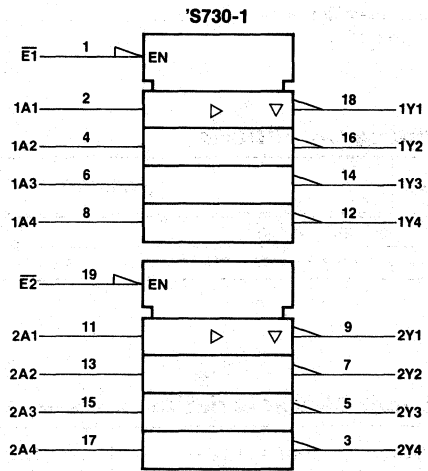 'S730-1
E̅1̅ 1 EN
1A1 2 18 1Y1
1A2 4 16 1Y2
1A3 6 14 1Y3
1A4 8 12 1Y4
E̅2̅ 19 EN
2A1 11 9 2Y1
2A2 13 7 2Y2
2A3 15 5 2Y3
2A4 17 3 2Y4